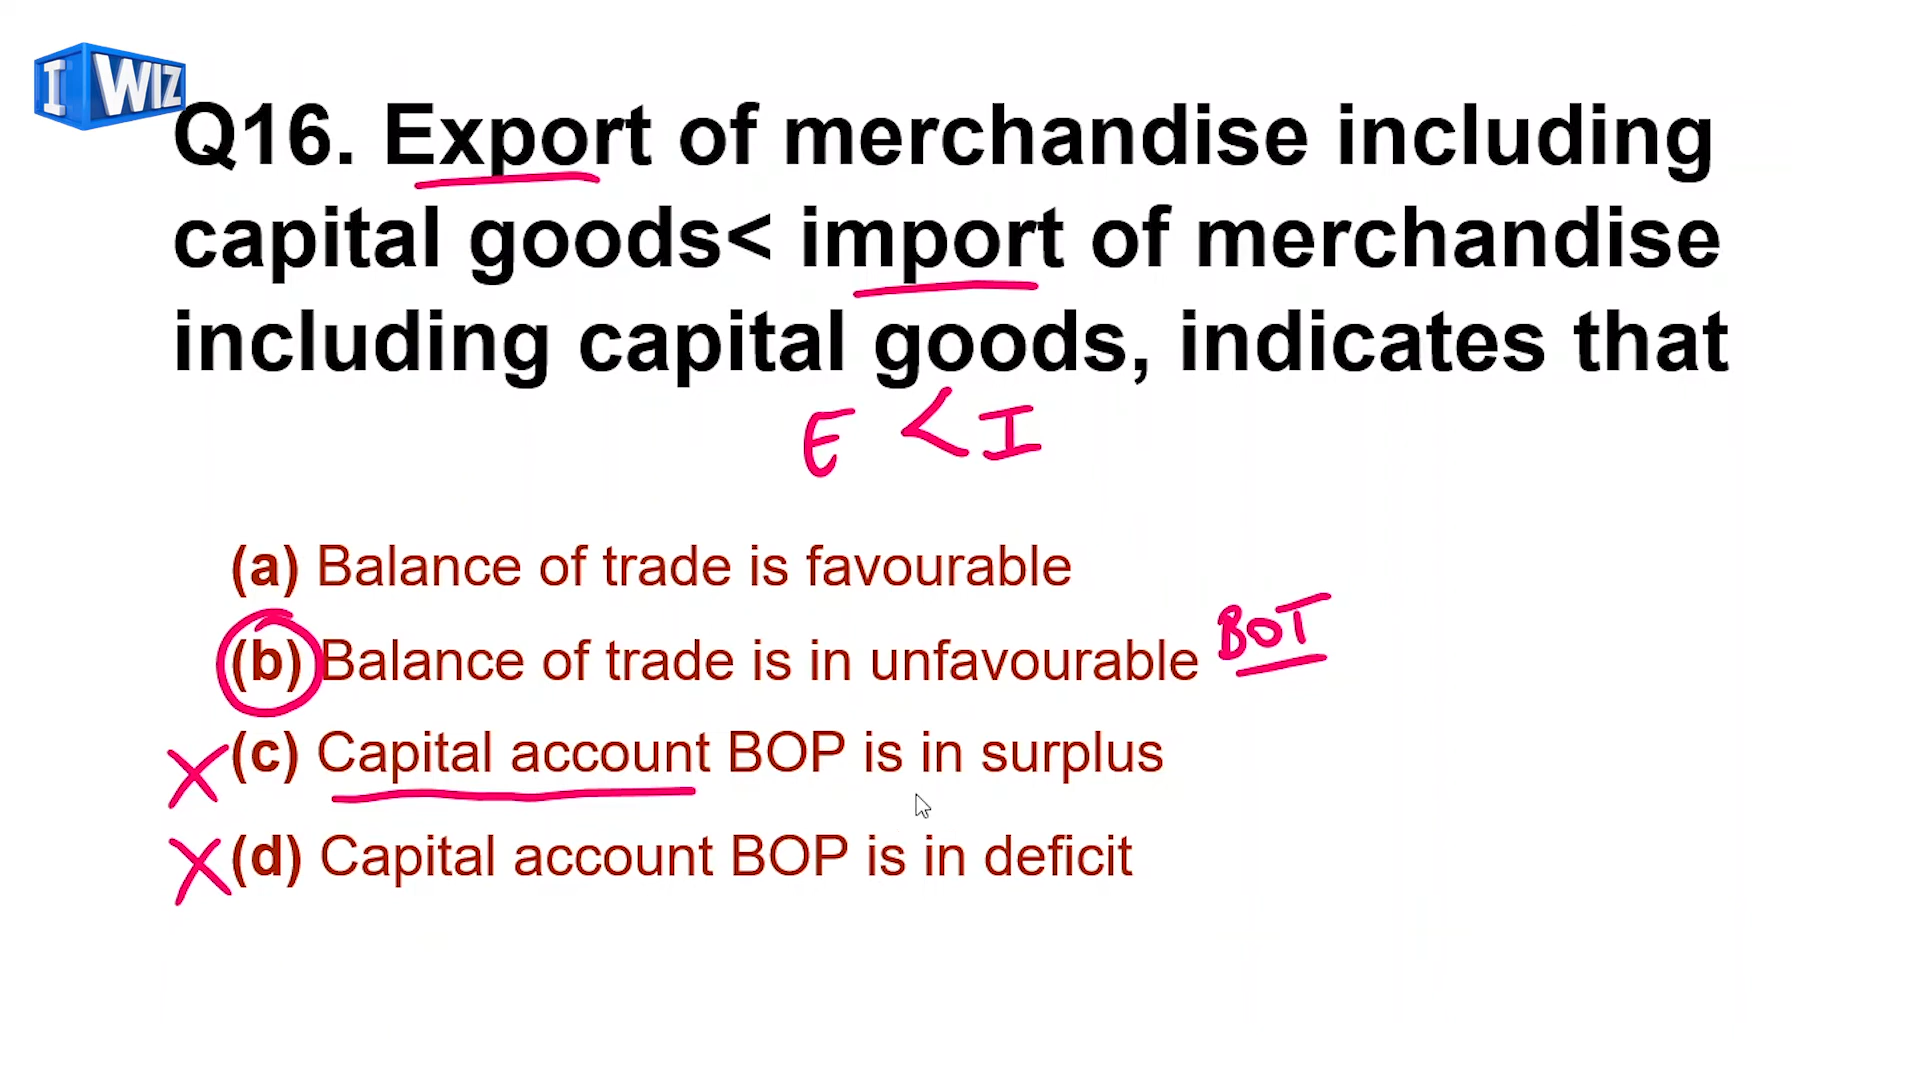 I WIZ
Q16. Export of merchandise including
capital goods< import of merchandise
including capital goods, indicates that
E < I
(a) Balance of trade is favourable
(b) Balance of trade is in unfavourable BOT
X (c) Capital account BOP is in surplus
X (d) Capital account BOP is in deficit